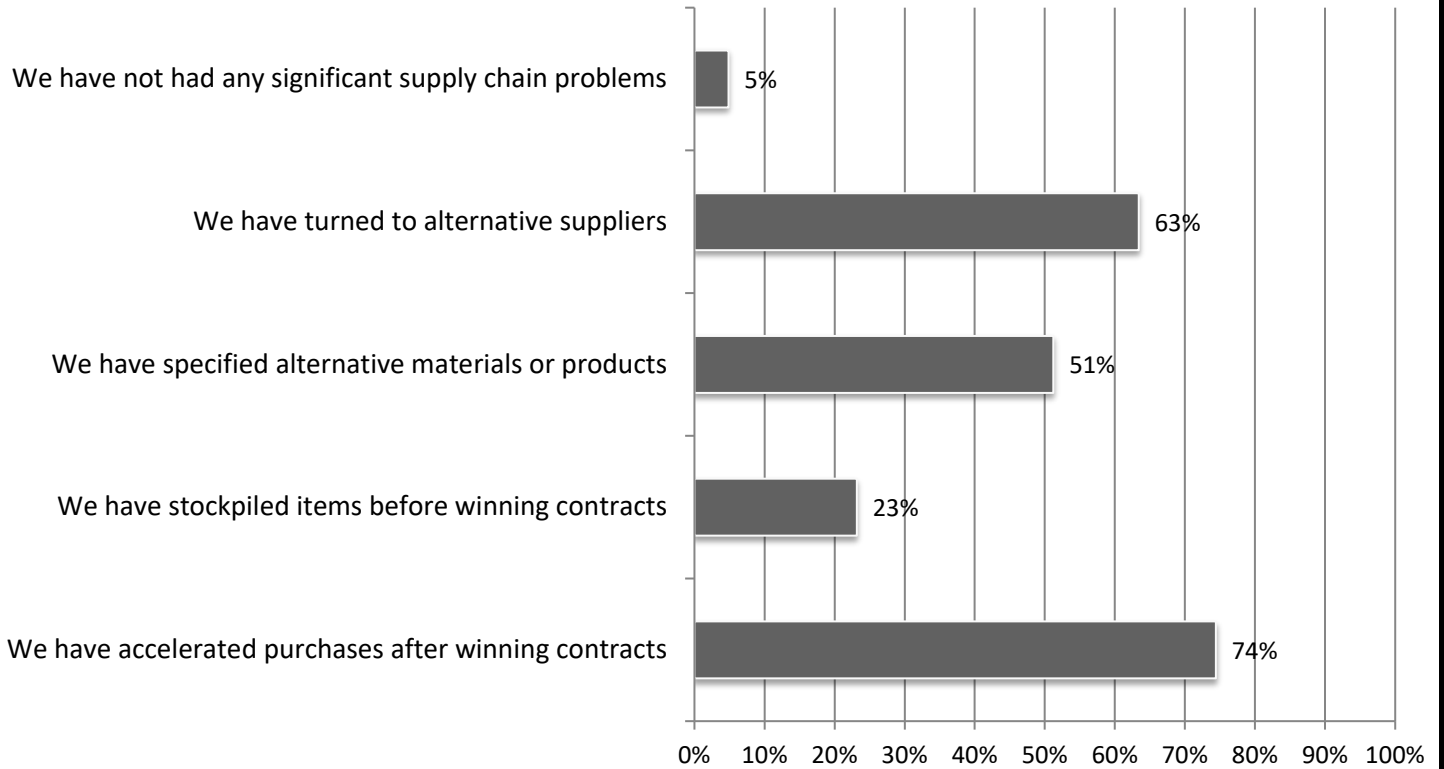 We have not had any significant supply chain problems 5%
We have turned to alternative suppliers 63%
We have specified alternative materials or products 51%
We have stockpiled items before winning contracts 23%
We have accelerated purchases after winning contracts 74%
0% 10% 20% 30% 40% 50% 60% 70% 80% 90% 100%